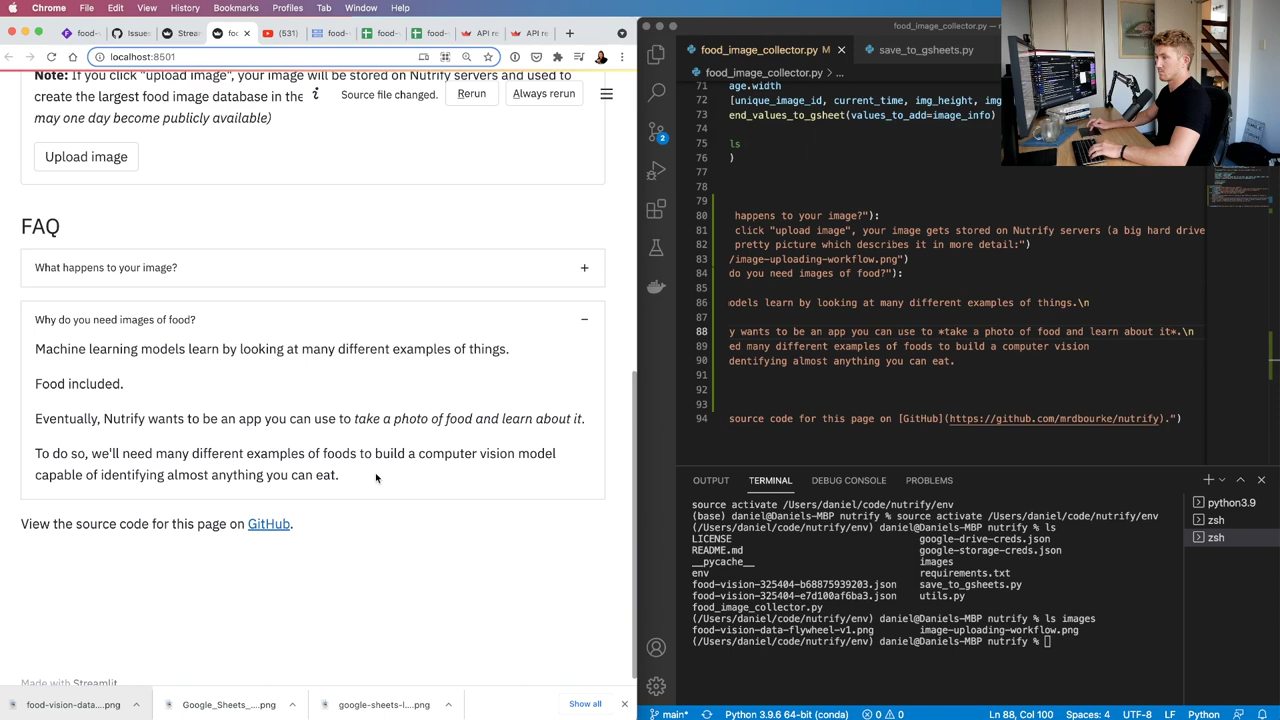 Chrome File Edit View History Bookmarks Profiles Tab Window Help
food- Issues Stream food (531) food- food- food- API re API re
localhost:8501
Note: If you click "upload image", your image will be stored on Nutrify servers and used to
create the largest food image database in the
may one day become publicly available)
Source file changed. Rerun Always rerun
Upload image
FAQ
What happens to your image?
Why do you need images of food?
Machine learning models learn by looking at many different examples of things.
Food included.
Eventually, Nutrify wants to be an app you can use to take a photo of food and learn about it.
To do so, we'll need many different examples of foods to build a computer vision model
capable of identifying almost anything you can eat.
View the source code for this page on GitHub.
Made with Streamlit
food-vision-data....png Google_Sheets_....png google-sheets-l....png Show all
food_image_collector.py
food_image_collector.py M save_to_gsheets.py
food_image_collector.py > ...
71 age.width
72 [unique_image_id, current_time, img_height, img
73 end_values_to_gsheet(values_to_add=image_info)
74
75 ls
76 )
77
78
79
80 happens to your image?"):
81 click "upload image", your image gets stored on Nutrify servers (a big hard drive
82 pretty picture which describes it in more detail:")
83 /image-uploading-workflow.png")
84 do you need images of food?"):
85
86 odels learn by looking at many different examples of things.\n
87
88 y wants to be an app you can use to *take a photo of food and learn about it*.\n
89 ed many different examples of foods to build a computer vision
90 dentifying almost anything you can eat.
91
92
93
94 source code for this page on [GitHub](https://github.com/mrdbourke/nutrify).")
OUTPUT TERMINAL DEBUG CONSOLE PROBLEMS
source activate /Users/daniel/code/nutrify/env
(base) daniel@Daniels-MBP nutrify % source activate /Users/daniel/code/nutrify/env
(/Users/daniel/code/nutrify/env) daniel@Daniels-MBP nutrify % ls
LICENSE google-drive-creds.json
README.md google-storage-creds.json
__pycache__ images
env requirements.txt
food-vision-325404-b68875939203.json save_to_gsheets.py
food-vision-325404-e7d100af6ba3.json utils.py
food_image_collector.py
(/Users/daniel/code/nutrify/env) daniel@Daniels-MBP nutrify % ls images
food-vision-data-flywheel-v1.png image-uploading-workflow.png
(/Users/daniel/code/nutrify/env) daniel@Daniels-MBP nutrify %
python3.9
zsh
zsh
2
main* Python 3.9.6 64-bit (conda) 0 0 Ln 88, Col 100 Spaces: 4 UTF-8 LF Python